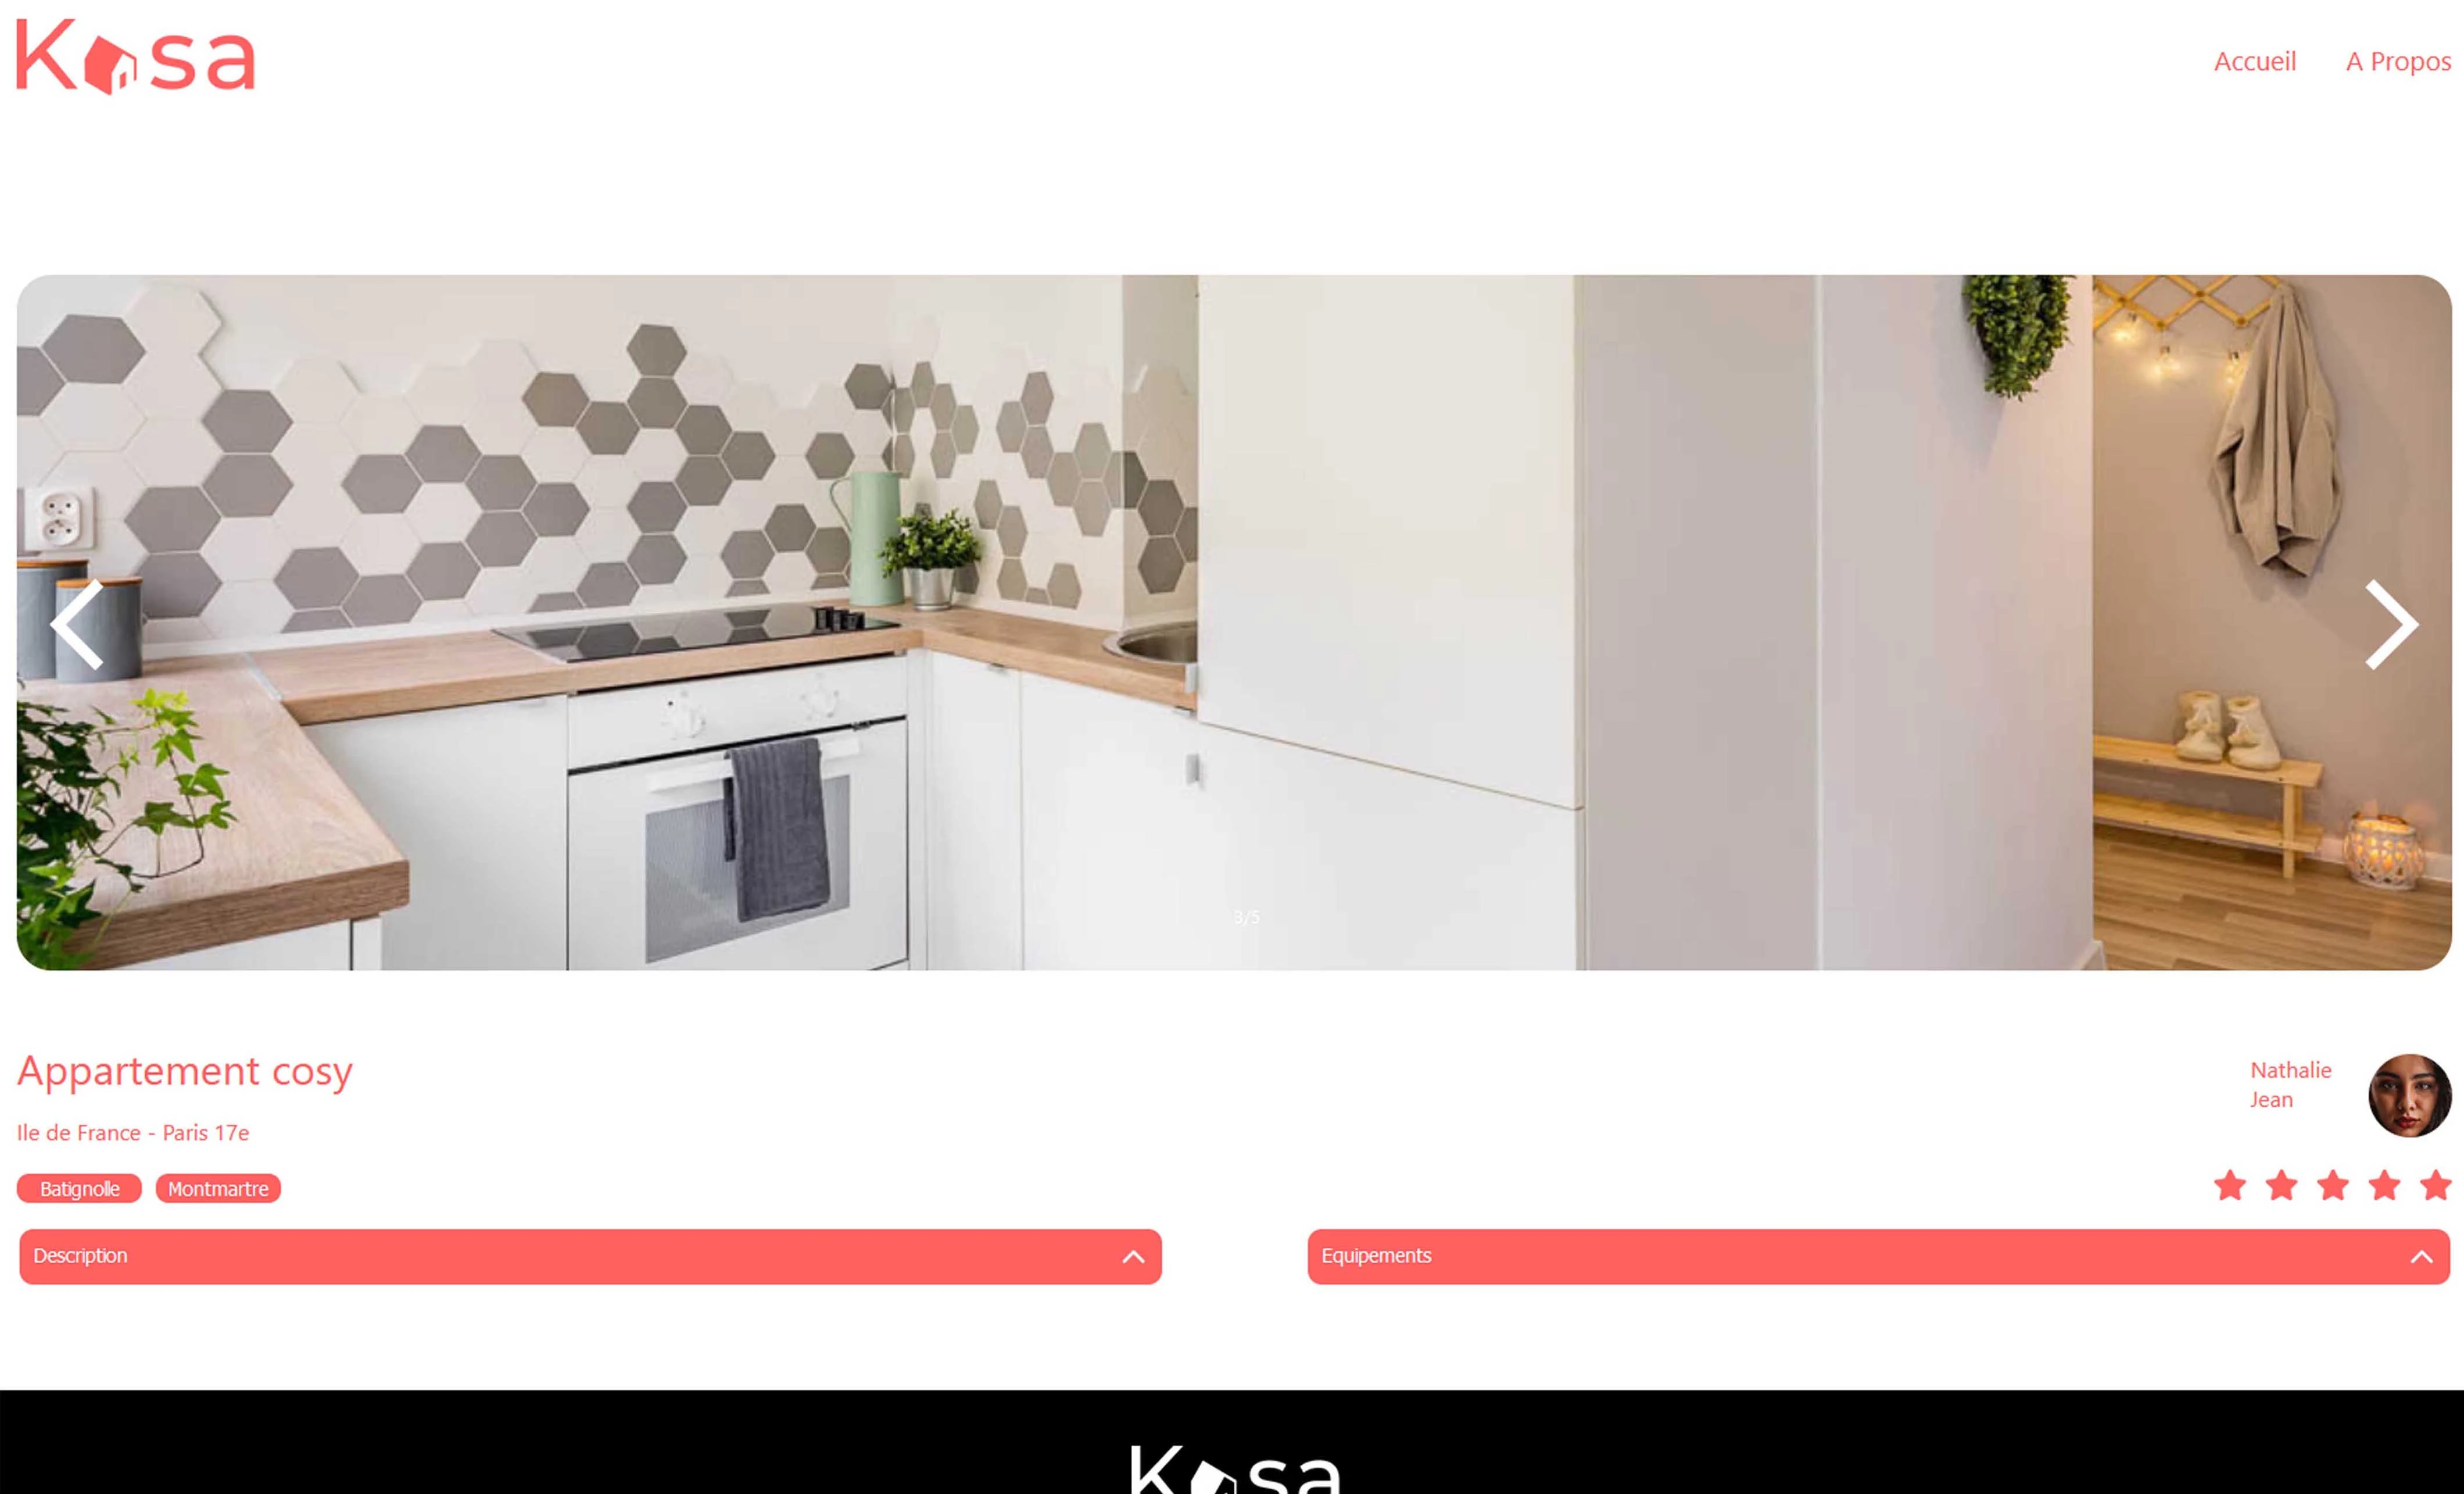 Kasa
Accueil A Propos
3/5
Appartement cosy
Ile de France - Paris 17e
Batignolle Montmartre
Nathalie
Jean
Description
Equipements
Kasa